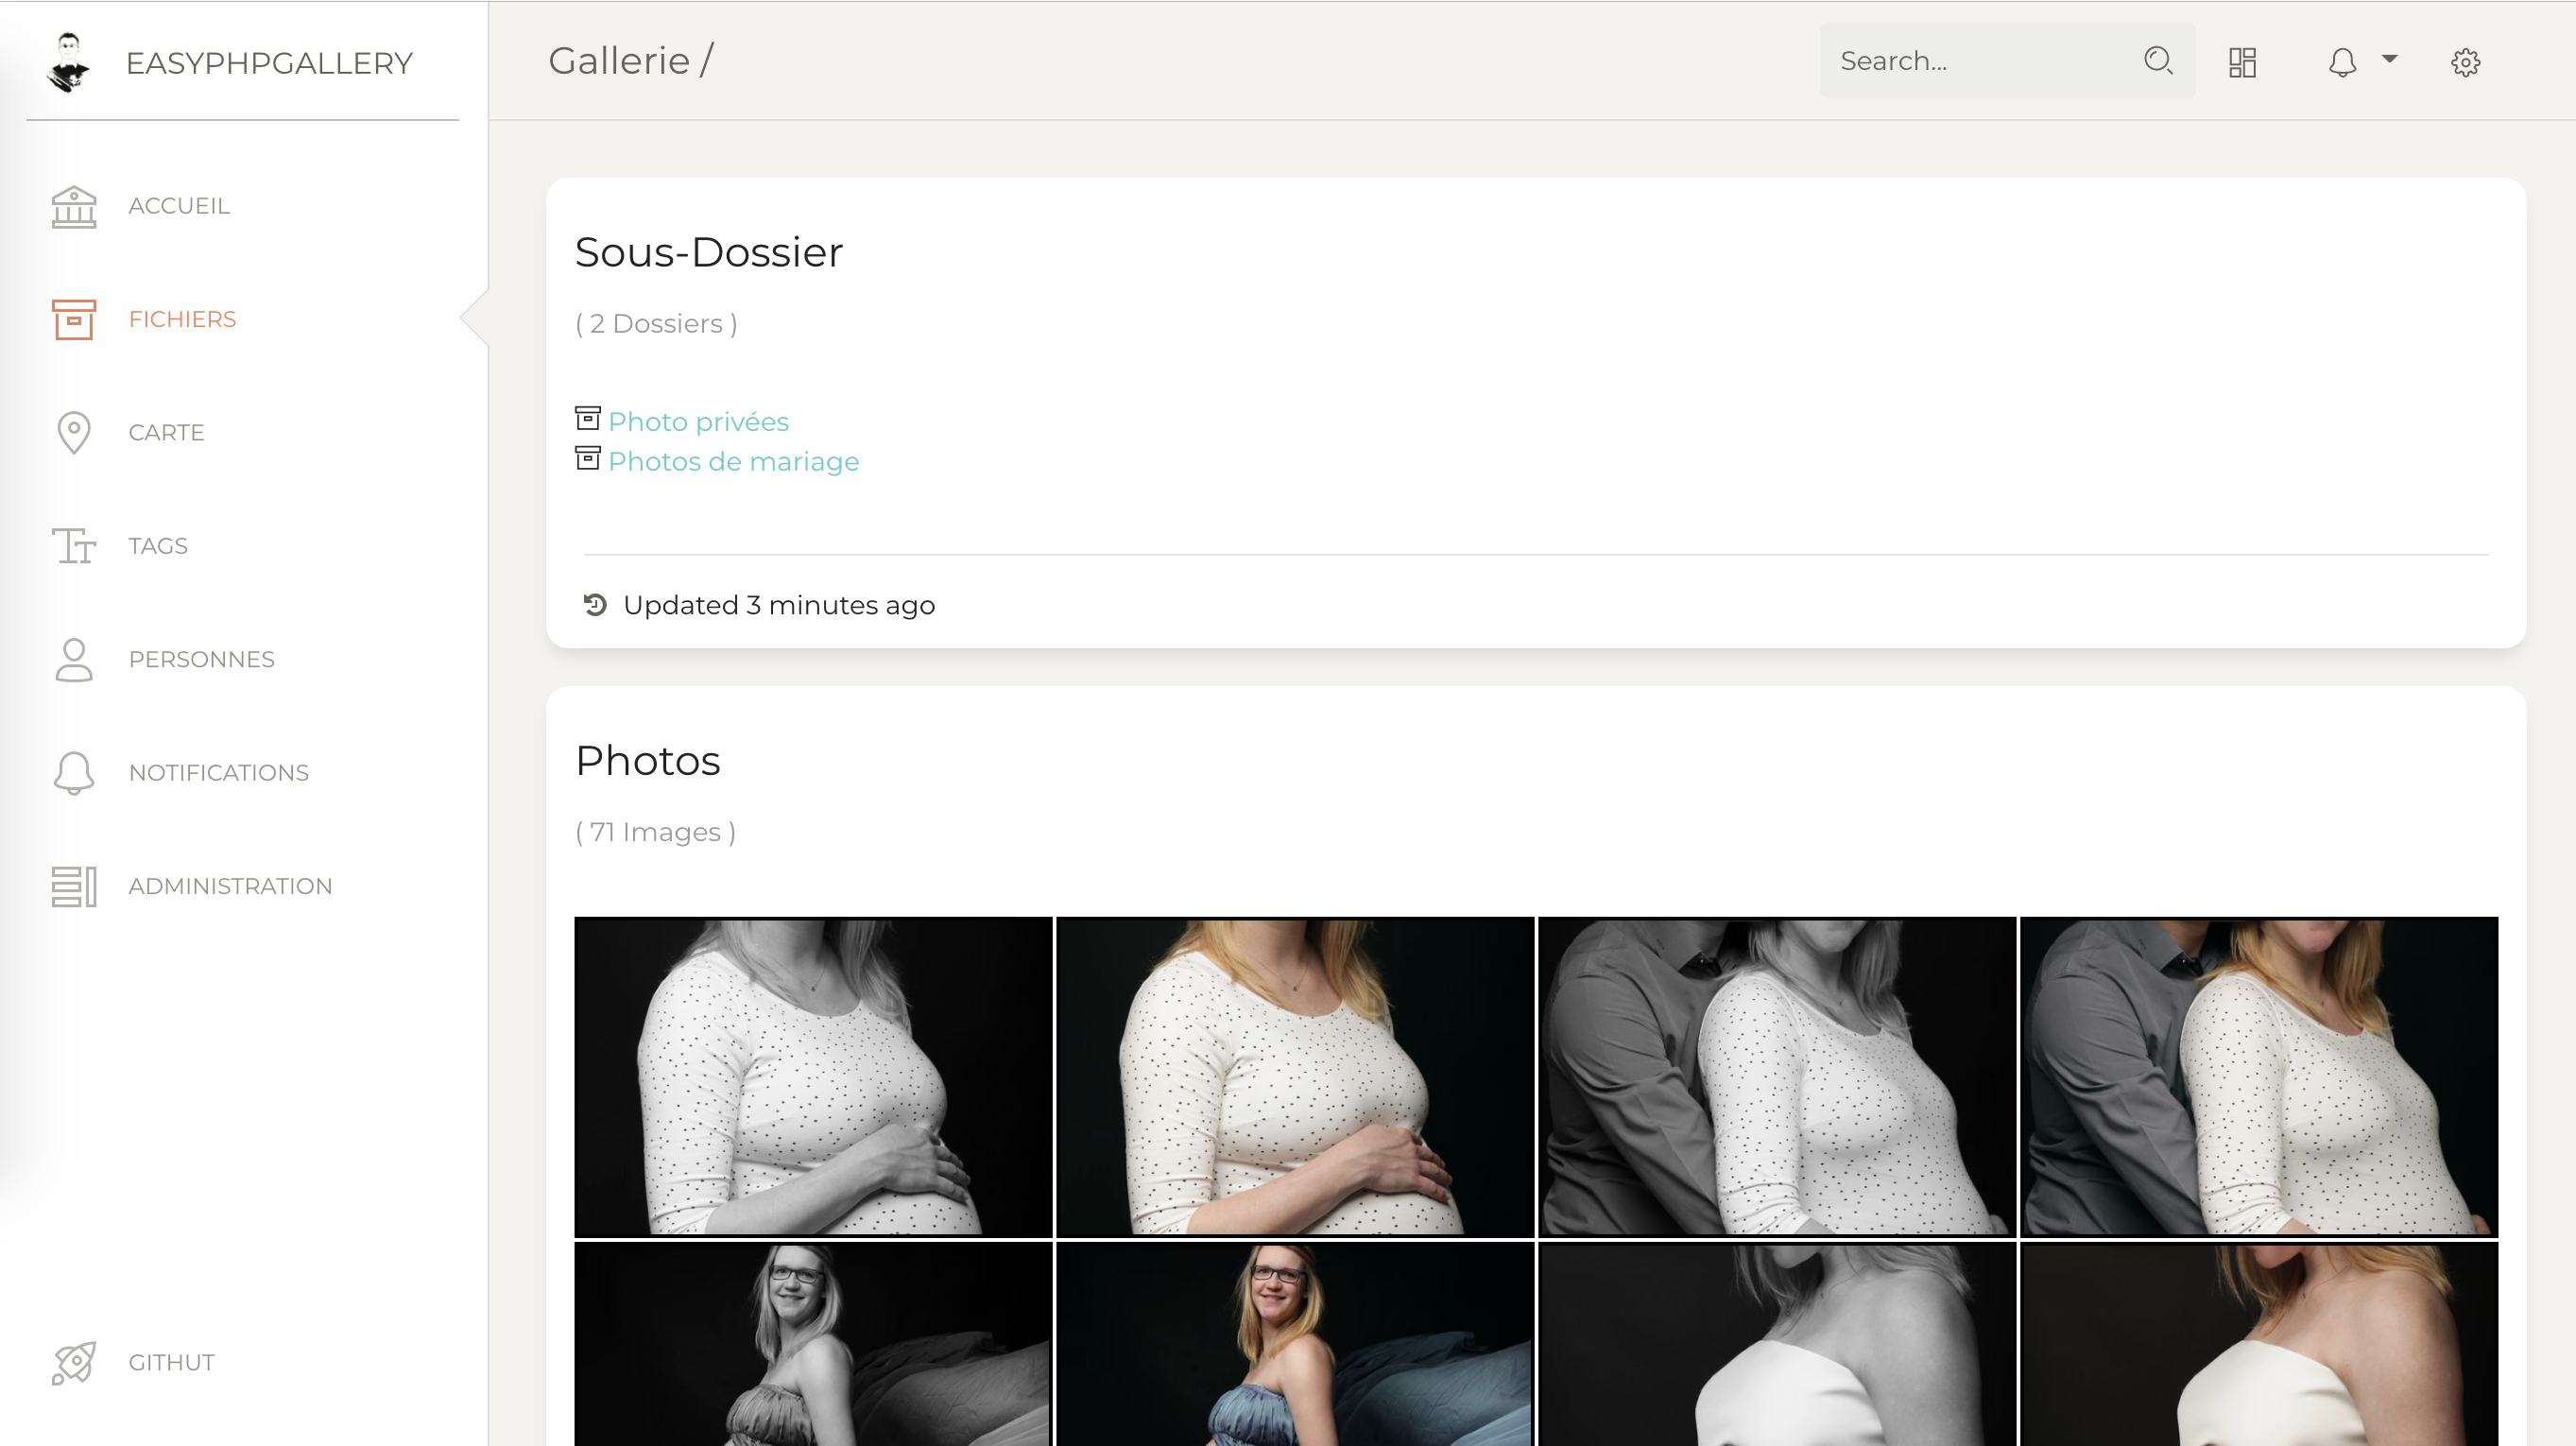 EASYPHPGALLERY
ACCUEIL
FICHIERS
CARTE
TAGS
PERSONNES
NOTIFICATIONS
ADMINISTRATION
GITHUT
Gallerie /
Search...
Sous-Dossier
( 2 Dossiers )
Photo privées
Photos de mariage
Updated 3 minutes ago
Photos
( 71 Images )